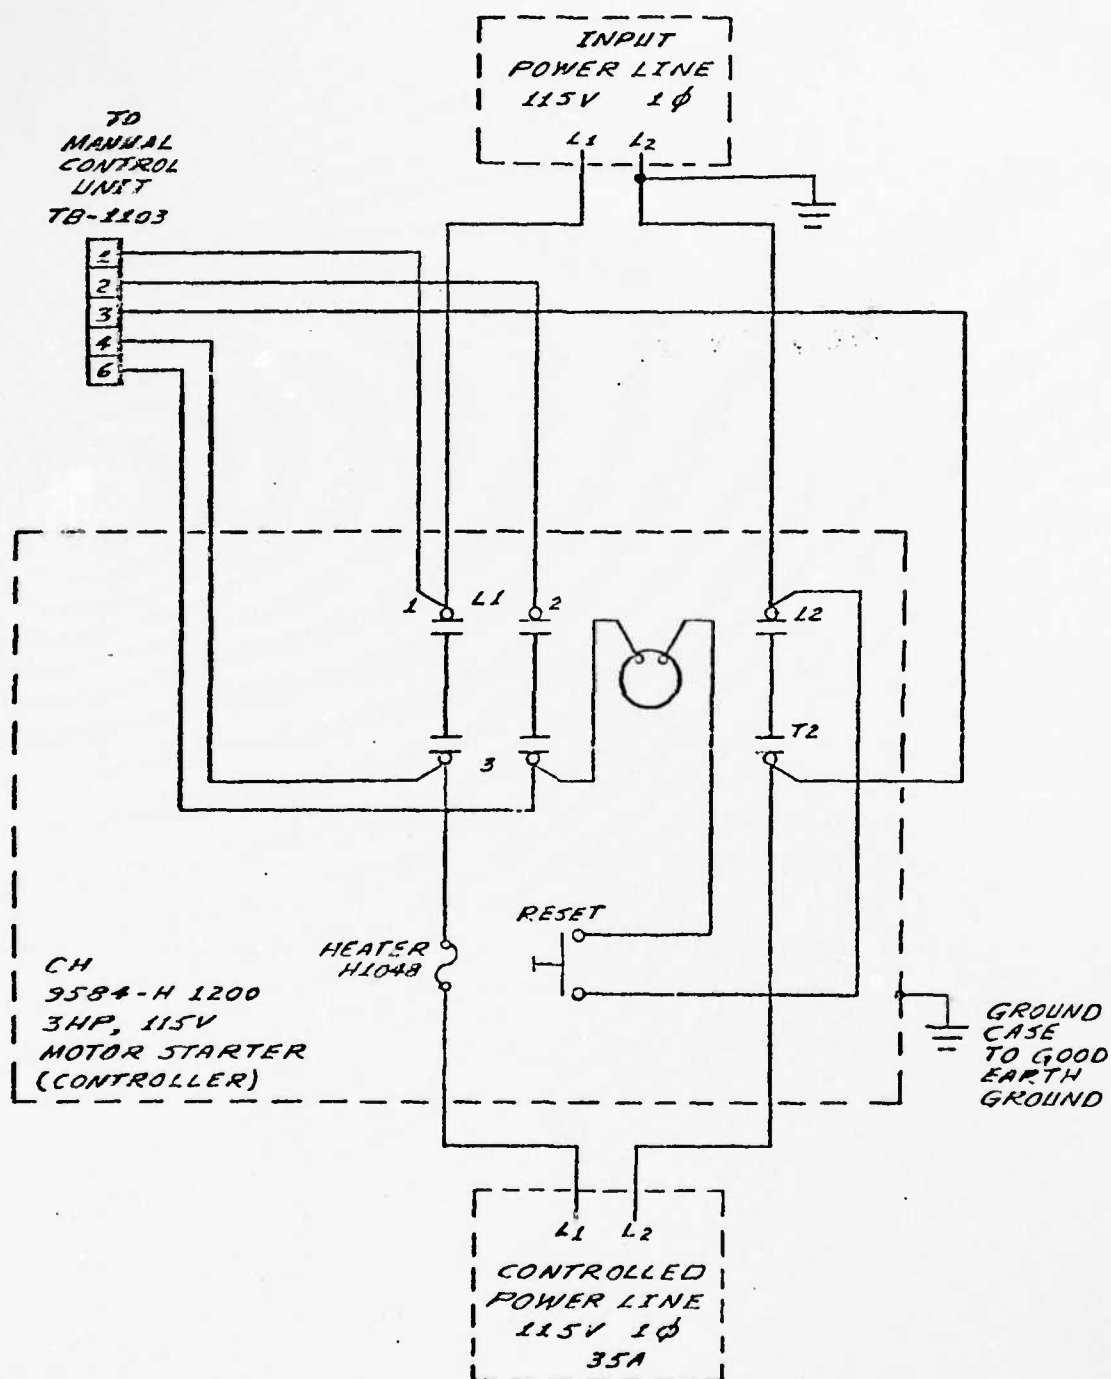 INPUT
POWER LINE
115V 1φ
L1 L2
TO
MANUAL
CONTROL
UNIT
TB-1103
1
2
3
4
6
1 L1 2
L2
3
T2
RESET
HEATER
H1048
CH
9584-H 1200
3HP, 115V
MOTOR STARTER
(CONTROLLER)
GROUND
CASE
TO GOOD
EARTH
GROUND
L1 L2
CONTROLLED
POWER LINE
115V 1φ
35A